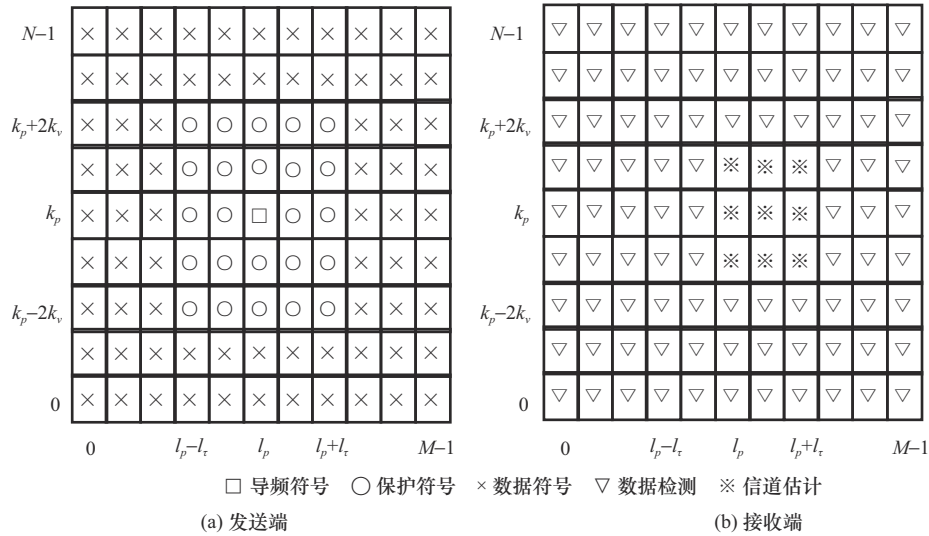 N−1
k_p+2k_v
k_p
k_p−2k_v
0
0 l_p−l_τ l_p l_p+l_τ M−1
N−1
k_p+2k_v
k_p
k_p−2k_v
0
0 l_p−l_τ l_p l_p+l_τ M−1
□ 导频符号 ○ 保护符号 × 数据符号 ▽ 数据检测 ※ 信道估计
(a) 发送端 (b) 接收端